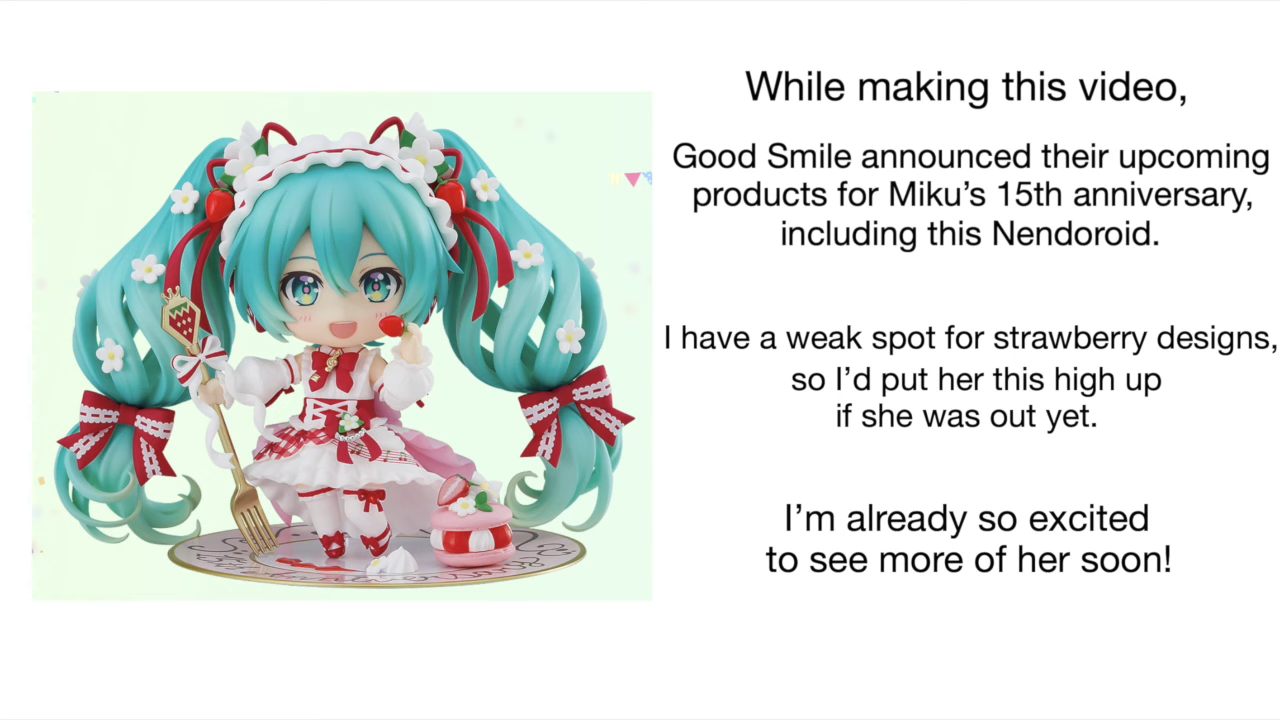 While making this video,
Good Smile announced their upcoming
products for Miku’s 15th anniversary,
including this Nendoroid.
I have a weak spot for strawberry designs,
so I’d put her this high up
if she was out yet.
I’m already so excited
to see more of her soon!